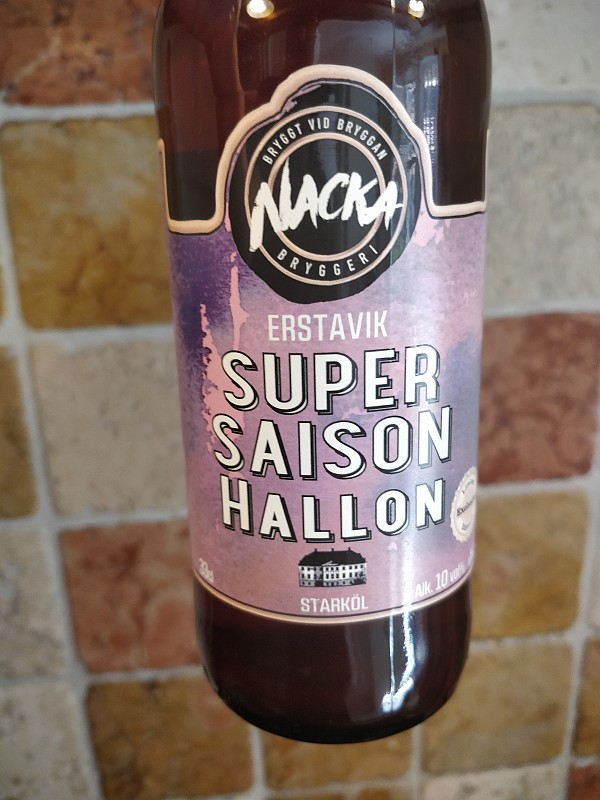 BRYGGT VID BRYGGAN
NACKA
BRYGGERI
ERSTAVIK
SUPER
SAISON
HALLON
STARKÖL
33cl
Alk. 10 vol%